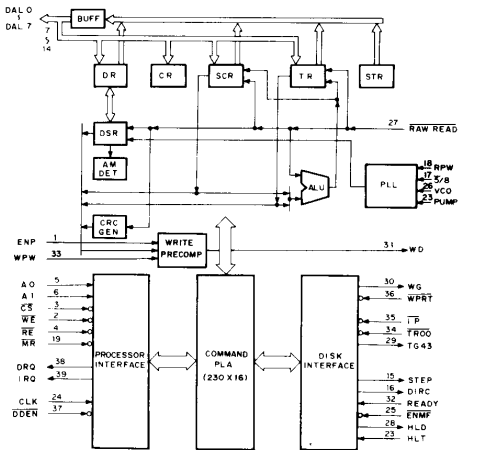 DAL 0
5
DAL 7
7
5
14
BUFF
DR
CR
SCR
TR
STR
27 RAW READ
DSR
AM DET
ALU
PLL
18 RPW
17 5/8
26 VCO
23 PUMP
CRC GEN
ENP 1
WPW 33
WRITE PRECOMP
31 WD
A0 5
A1 6
CS 3
WE 2
RE 4
MR 19
DRQ 38
IRQ 39
CLK 24
DDEN 37
PROCESSOR INTERFACE
COMMAND PLA (230 X 16)
DISK INTERFACE
30 WG
36 WPRT
35 IP
34 TROO
29 TG43
15 STEP
16 DIRC
32 READY
25 ENMF
28 HLD
23 HLT